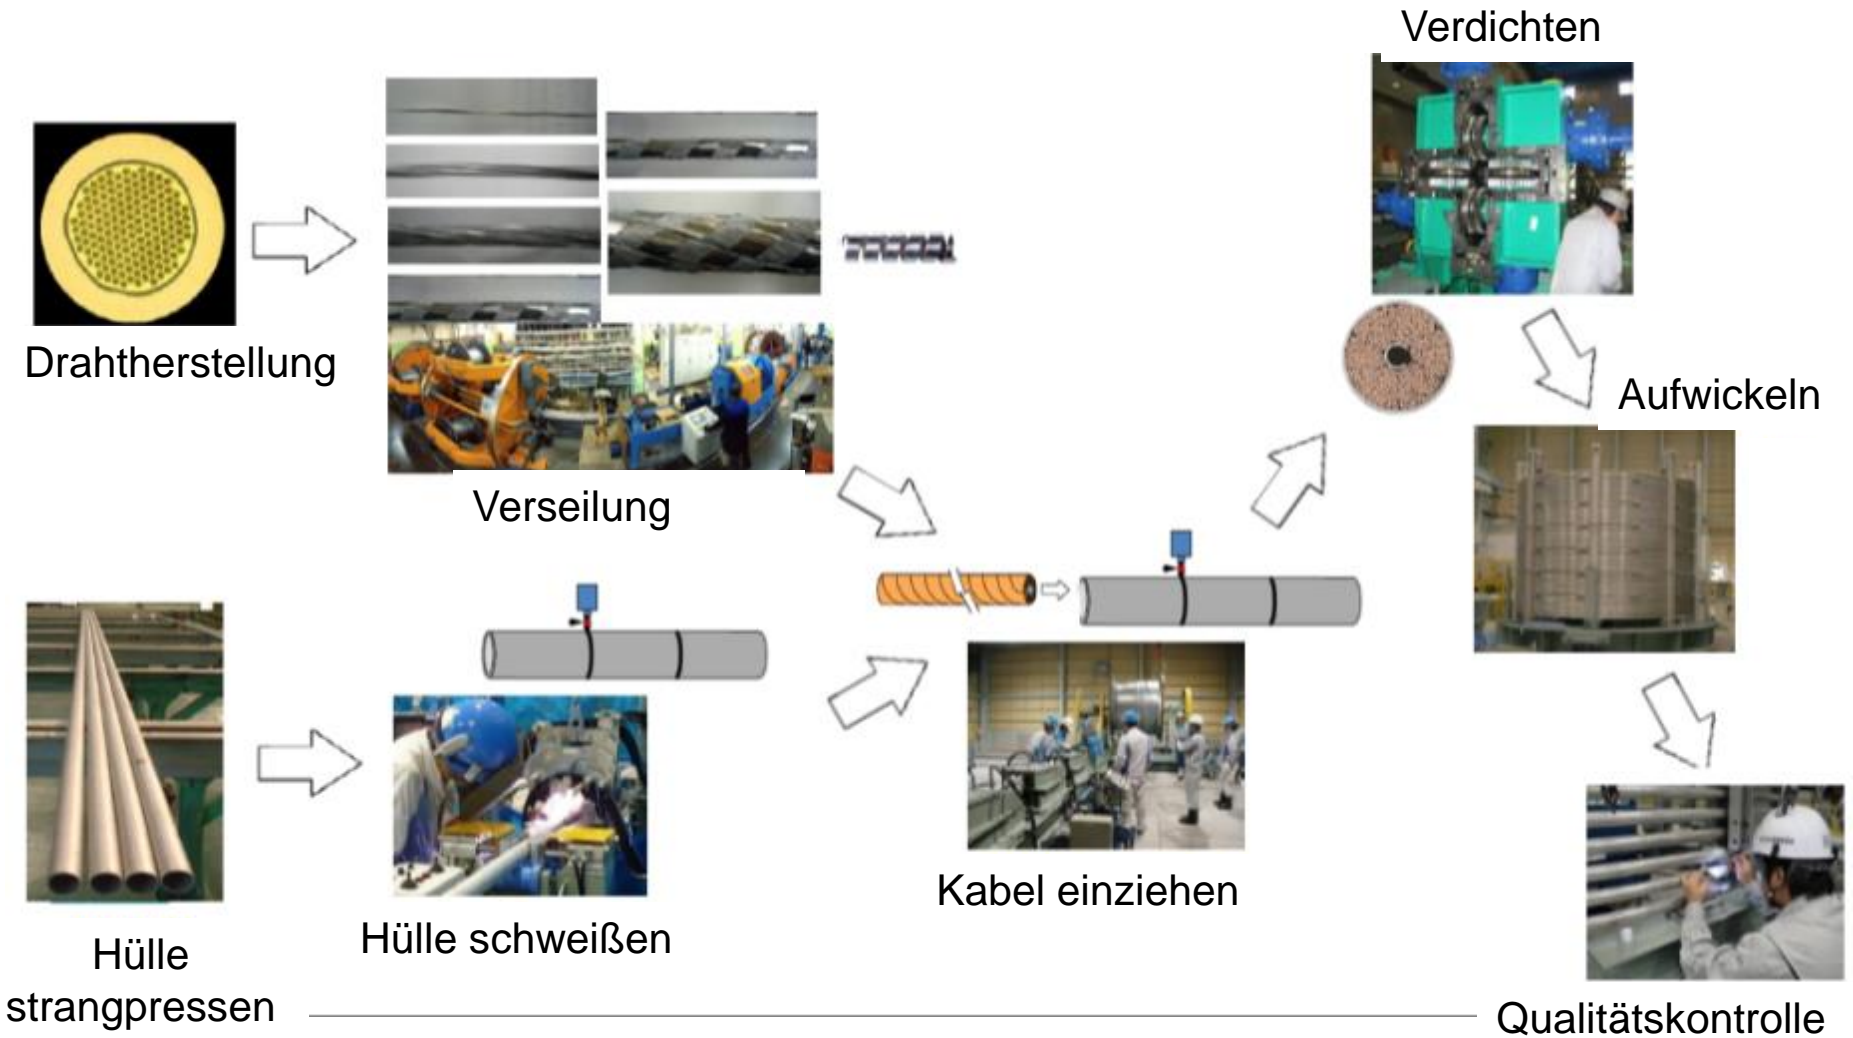 Verdichten
Drahtherstellung
Aufwickeln
Verseilung
Kabel einziehen
Hülle schweißen
Hülle
strangpressen
Qualitätskontrolle